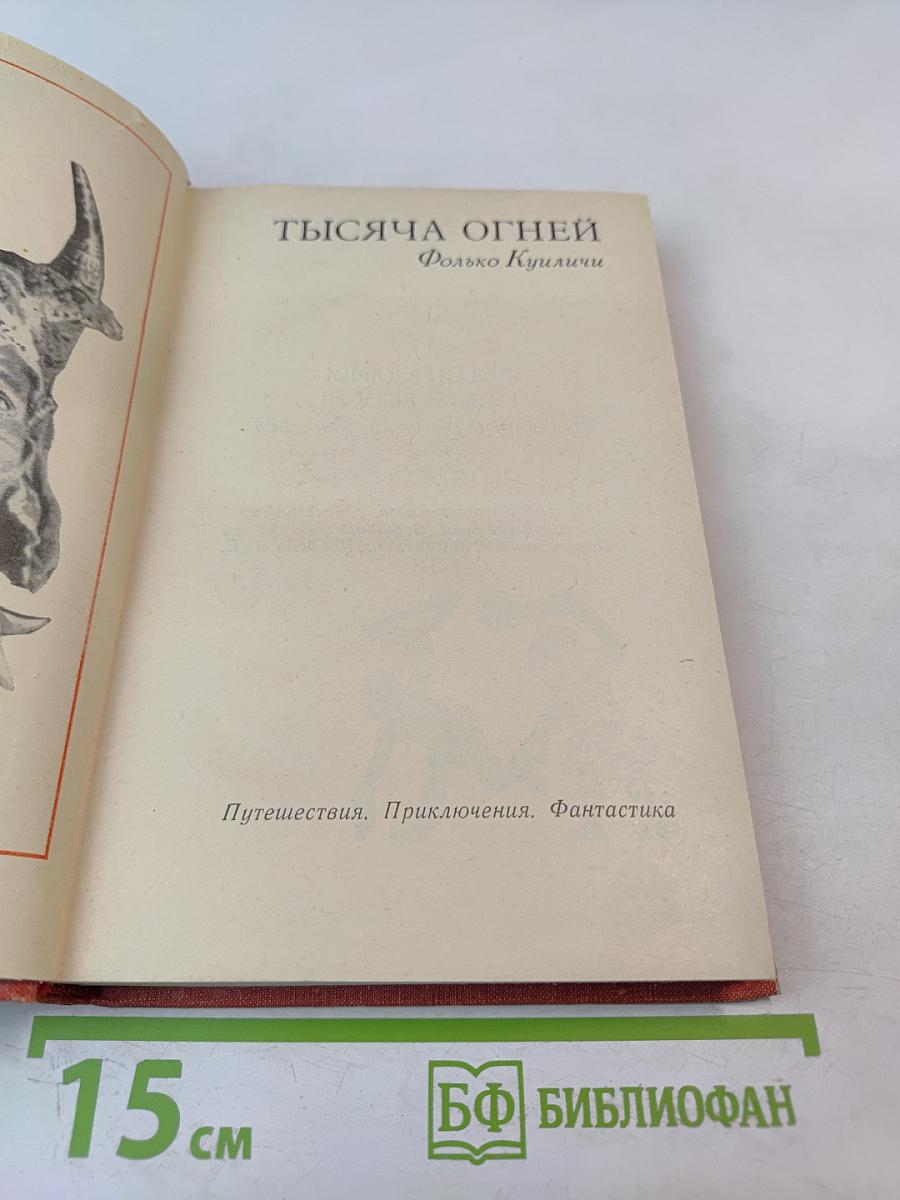 ТЫСЯЧА ОГНЕЙ
Фолько Куиличи
Путешествия. Приключения. Фантастика
15 см
БФ БИБЛИОФАН